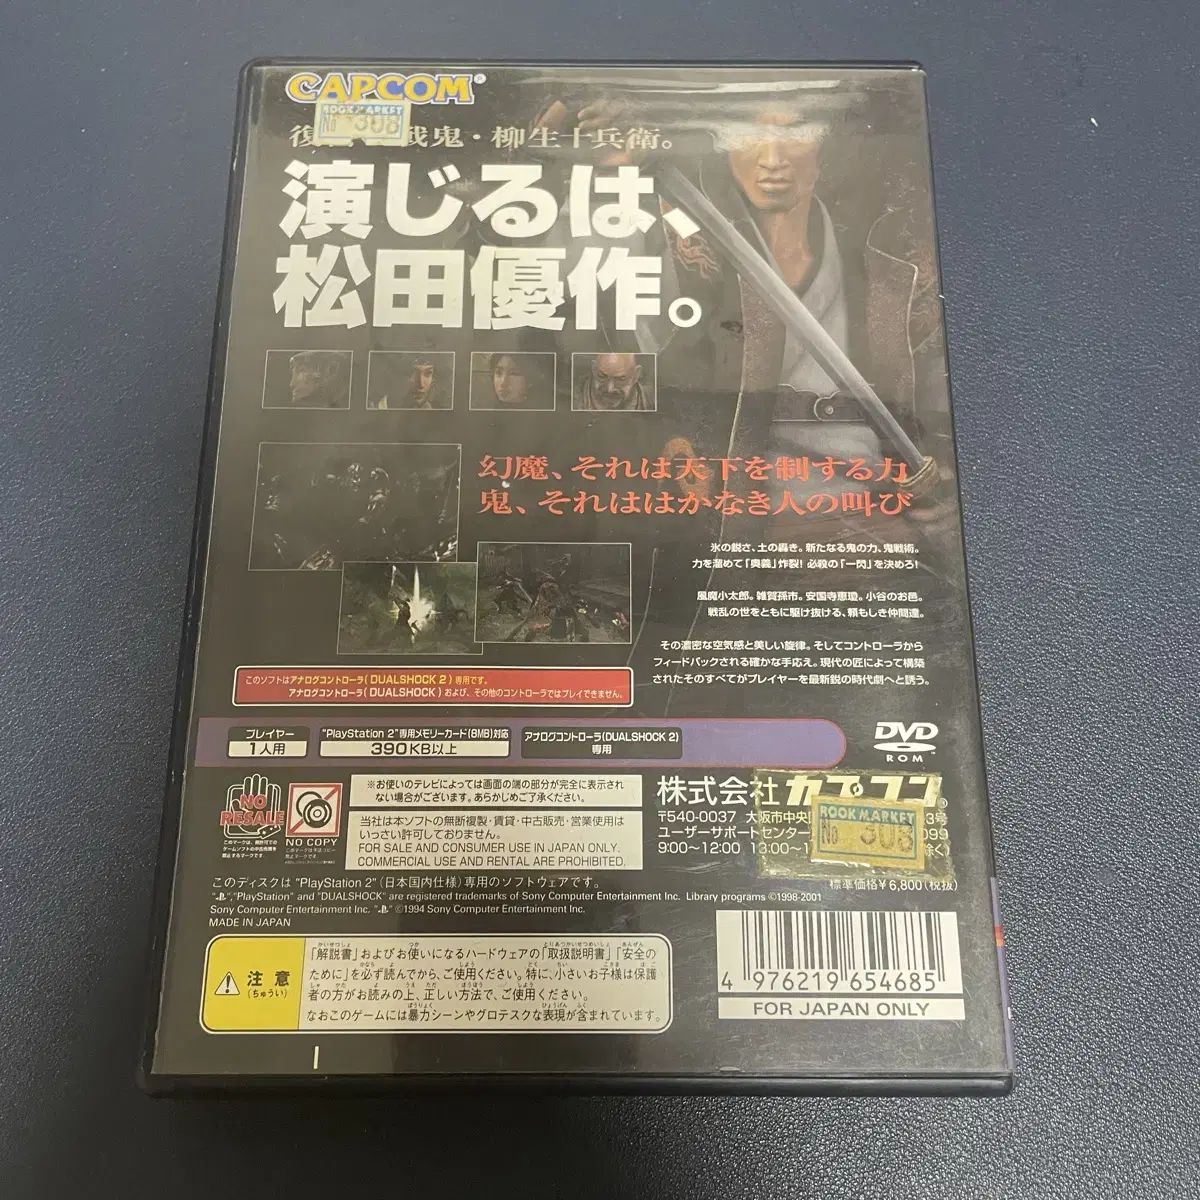 CAPCOM
BOOK MARKET
No 308
復 戦鬼・柳生十兵衛。
演じるは、
松田優作。
幻魔、それは天下を制する力
鬼、それははかなき人の叫び
氷の鋭さ、土の轟き。新たなる鬼の力、鬼戦術。
力を溜めて「奥義」炸裂!必殺の「一閃」を決めろ!
風魔小太郎。雑賀孫市。安国寺恵瓊。小谷のお邑。
戦乱の世をともに駆け抜ける、頼もしき仲間達。
その濃密な空気感と美しい旋律。そしてコントローラから
フィードバックされる確かな手応え。現代の匠によって構築
されたそのすべてがプレイヤーを最新鋭の時代劇へと誘う。
このソフトはアナログコントローラ(DUALSHOCK 2)専用です。
アナログコントローラ(DUALSHOCK)および、その他のコントローラではプレイできません。
プレイヤー
1人用
"PlayStation 2"専用メモリーカード(8MB)対応
390KB以上
アナログコントローラ(DUALSHOCK 2)
専用
DVD
ROM
NO
RESALE
NO COPY
※お使いのテレビによっては画面の端の部分が完全に表示され
ない場合がございます。あらかじめご了承ください。
当社は本ソフトの無断複製・賃貸・中古販売・営業使用は
いっさい許可しておりません。
FOR SALE AND CONSUMER USE IN JAPAN ONLY.
COMMERCIAL USE AND RENTAL ARE PROHIBITED.
株式会社カプコン
〒540-0037 大阪市中央 3号
ユーザーサポートセンター 099
9:00~12:00 13:00~1 除く)
BOOK MARKET
No 308
標準価格¥6,800(税抜)
このディスクは "PlayStation 2"(日本国内仕様)専用のソフトウェアです。
"PlayStation" and "DUALSHOCK" are registered trademarks of Sony Computer Entertainment Inc. Library programs ©1998-2001
Sony Computer Entertainment Inc. ©1994 Sony Computer Entertainment Inc.
MADE IN JAPAN
注意
(ちゅうい)
「解説書」およびお使いになるハードウェアの「取扱説明書」「安全の
ために」を必ず読んでから、ご使用ください。特に、小さいお子様は保護
者の方がお読みの上、正しい方法で、ご使用ください。
なおこのゲームには暴力シーンやグロテスクな表現が含まれています。
4 976219 654685
FOR JAPAN ONLY